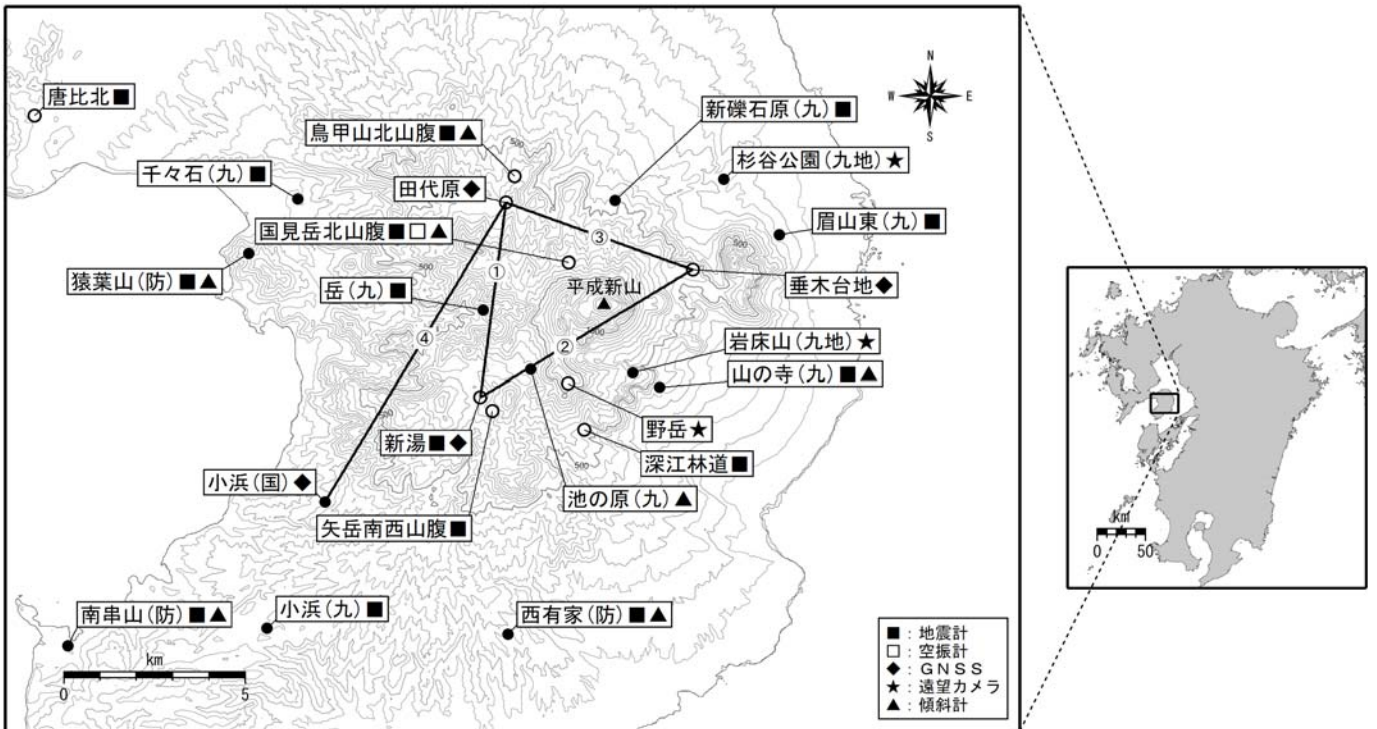 唐比北■
鳥甲山北山腹■▲
新礫石原(九)■
N
W E
S
千々石(九)■
田代原◆
杉谷公園(九地)★
国見岳北山腹■□▲
眉山東(九)■
猿葉山(防)■▲
岳(九)■
平成新山
垂木台地◆
①
②
③
④
岩床山(九地)★
山の寺(九)■▲
新湯■◆
野岳★
深江林道■
小浜(国)◆
池の原(九)▲
矢岳南西山腹■
南串山(防)■▲
小浜(九)■
西有家(防)■▲
km
0 5
■:地震計
□:空振計
◆:GNSS
★:遠望カメラ
▲:傾斜計
km
0 50
500
500
500
500
500